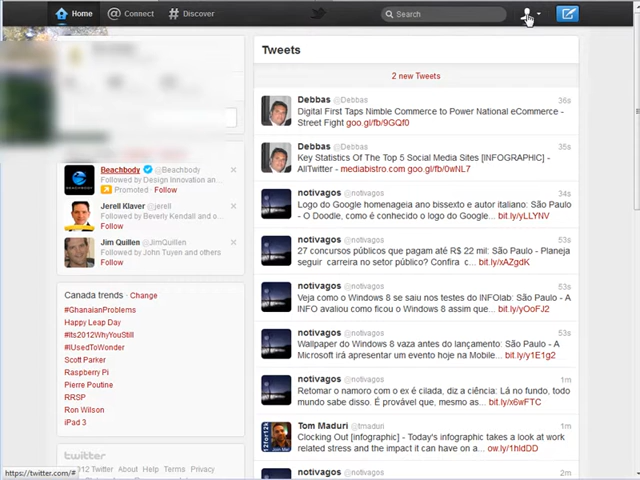 Home
Connect
Discover
Search
Tweets
2 new Tweets
Debbas @Debbas 36s
Digital First Taps Nimble Commerce to Power National eCommerce -
Street Fight goo.gl/fb/9GQf0
Debbas @Debbas 35s
Key Statistics Of The Top 5 Social Media Sites [INFOGRAPHIC] -
AllTwitter - mediabistro.com goo.gl/fb/0wNL7
notivagos @notivagos 34s
Logo do Google homenageia ano bissexto e autor italiano: São Paulo
- O Doodle, como é conhecido o logo do Google... bit.ly/yLLYNV
notivagos @notivagos 53s
27 concursos públicos que pagam até R$ 22 mil: São Paulo - Planeja
seguir carreira no setor público? Confira c... bit.ly/xAZgdK
notivagos @notivagos 53s
Veja como o Windows 8 se saiu nos testes do INFOlab: São Paulo - A
INFO avaliou como ficou o Windows 8 assim que... bit.ly/yOoFJ2
notivagos @notivagos 53s
Wallpaper do Windows 8 vaza antes do lançamento: São Paulo - A
Microsoft irá apresentar um evento hoje na Mobile... bit.ly/y1E1g2
notivagos @notivagos 1m
Retomar o namoro com o ex é cilada, diz a ciência: Lá no fundo, todo
mundo sabe disso. É provável que, mesmo as... bit.ly/x6wFTC
Tom Maduri @tmaduri 1m
Clocking Out [infographic] - Today's infographic takes a look at work
related stress and the impact it can have on a... ow.ly/1hIdDD
notivagos @notivagos 2m
Beachbody @Beachbody
Followed by Design Innovation an...
Promoted · Follow
Jerell Klaver @jerell
Followed by Beverly Kendall and o...
Follow
Jim Quillen @JimQuillen
Followed by John Tuyen and others
Follow
Canada trends · Change
#GhanaianProblems
Happy Leap Day
#Its2012WhyYouStill
#IUsedToWonder
Scott Parker
Raspberry Pi
Pierre Poutine
RRSP
Ron Wilson
iPad 3
twitter
2012 Twitter About Help Terms Privacy
https://twitter.com/#